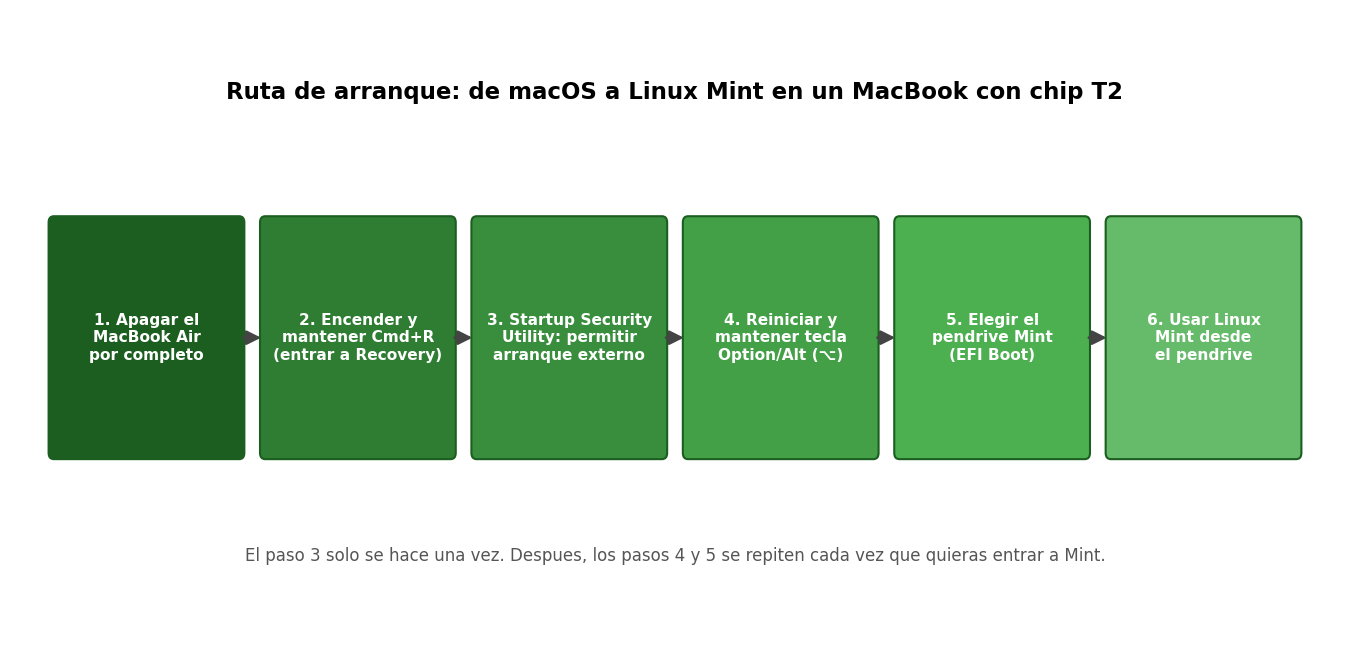 Ruta de arranque: de macOS a Linux Mint en un MacBook con chip T2
1. Apagar el
MacBook Air
por completo
2. Encender y
mantener Cmd+R
(entrar a Recovery)
3. Startup Security
Utility: permitir
arranque externo
4. Reiniciar y
mantener tecla
Option/Alt (⌥)
5. Elegir el
pendrive Mint
(EFI Boot)
6. Usar Linux
Mint desde
el pendrive
El paso 3 solo se hace una vez. Despues, los pasos 4 y 5 se repiten cada vez que quieras entrar a Mint.